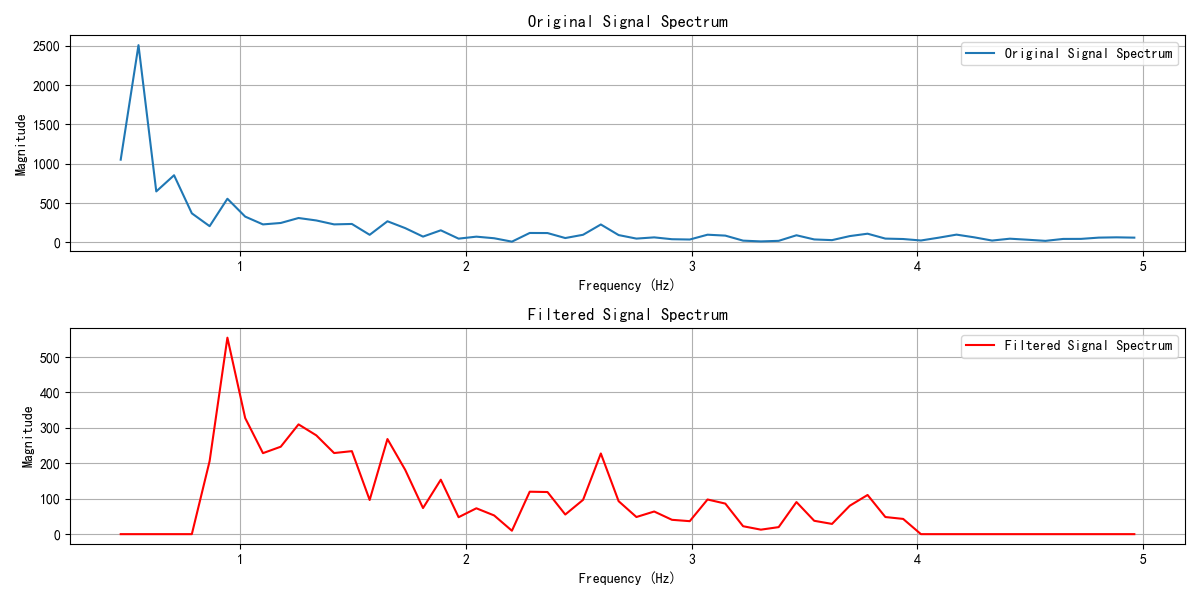 Original Signal Spectrum
2500
2000
1500
1000
500
0
Magnitude
Original Signal Spectrum
1 2 3 4 5
Frequency (Hz)
Filtered Signal Spectrum
500
400
300
200
100
0
Magnitude
Filtered Signal Spectrum
1 2 3 4 5
Frequency (Hz)